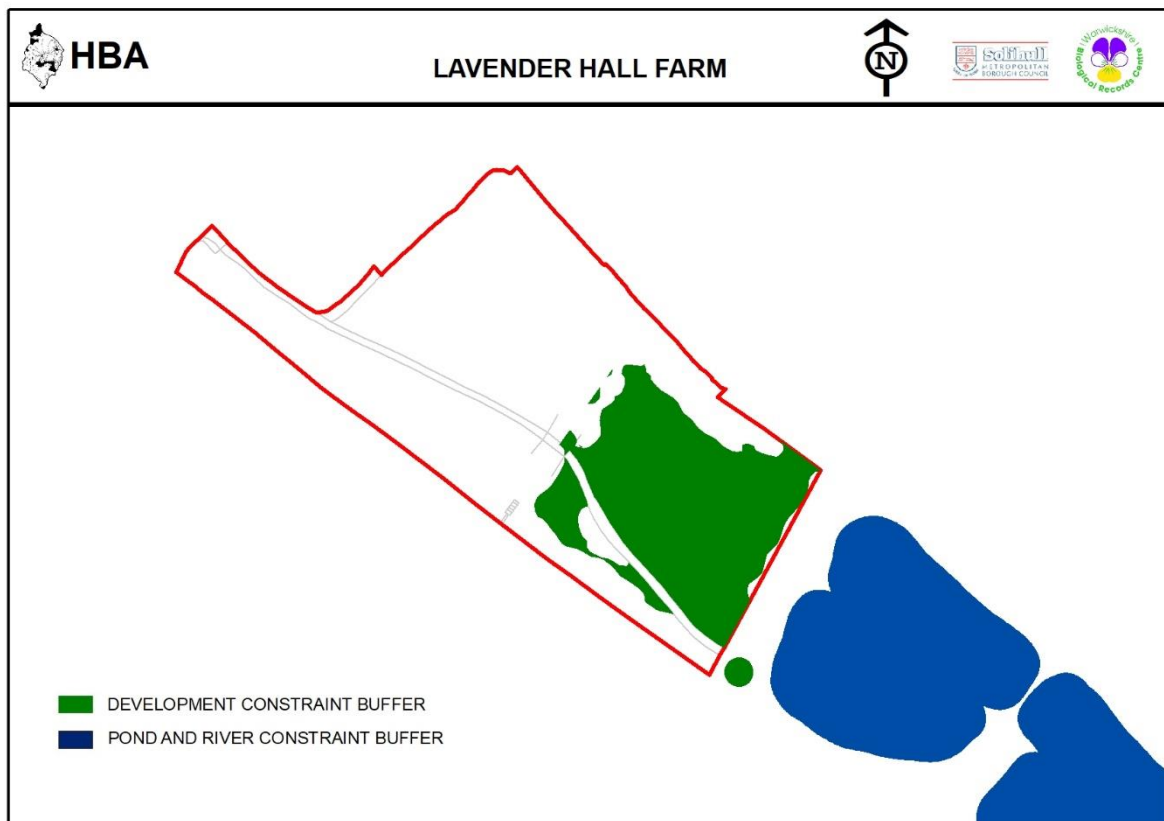 HBA
LAVENDER HALL FARM
N
Solihull
METROPOLITAN
BOROUGH COUNCIL
Warwickshire
Biological Records Centre
DEVELOPMENT CONSTRAINT BUFFER
POND AND RIVER CONSTRAINT BUFFER